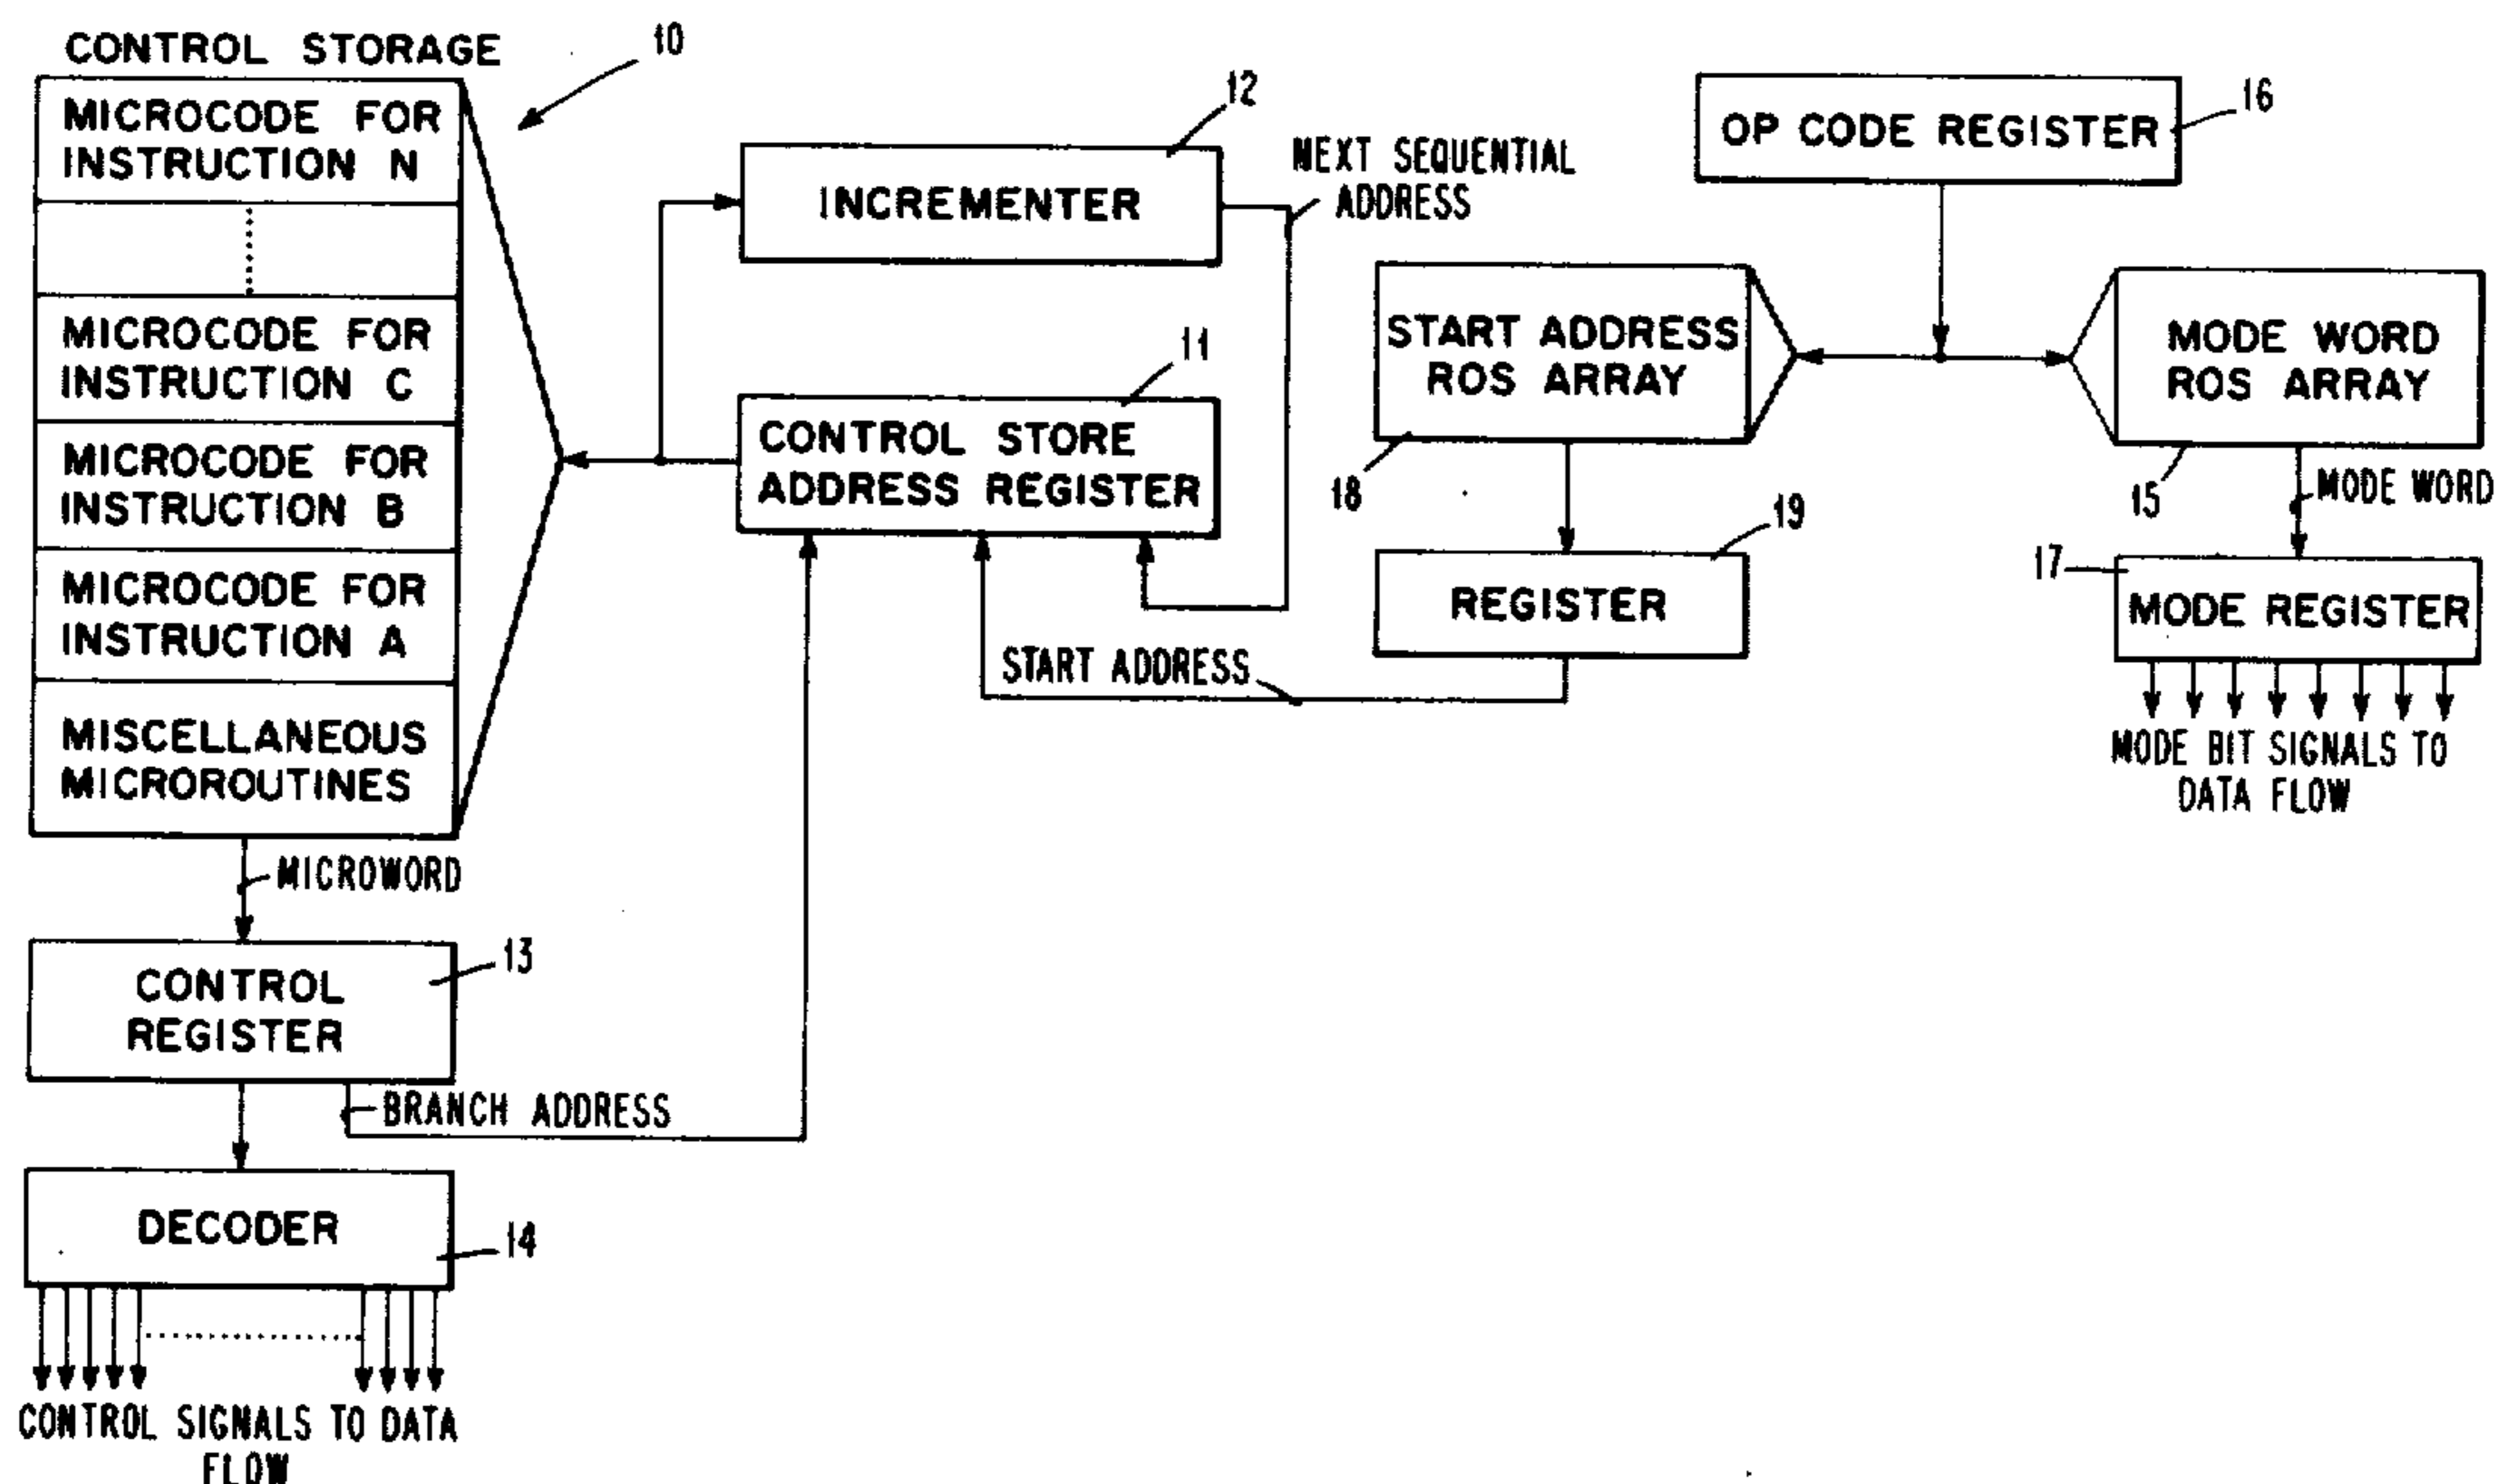 CONTROL STORAGE
10
MICROCODE FOR
INSTRUCTION N
MICROCODE FOR
INSTRUCTION C
MICROCODE FOR
INSTRUCTION B
MICROCODE FOR
INSTRUCTION A
MISCELLANEOUS
MICROROUTINES
MICROWORD
CONTROL
REGISTER
13
BRANCH ADDRESS
DECODER
14
CONTROL SIGNALS TO DATA
FLOW
12
INCREMENTER
NEXT SEQUENTIAL
ADDRESS
11
CONTROL STORE
ADDRESS REGISTER
START ADDRESS
OP CODE REGISTER
16
START ADDRESS
ROS ARRAY
18
REGISTER
19
MODE WORD
ROS ARRAY
15
MODE WORD
17
MODE REGISTER
MODE BIT SIGNALS TO
DATA FLOW